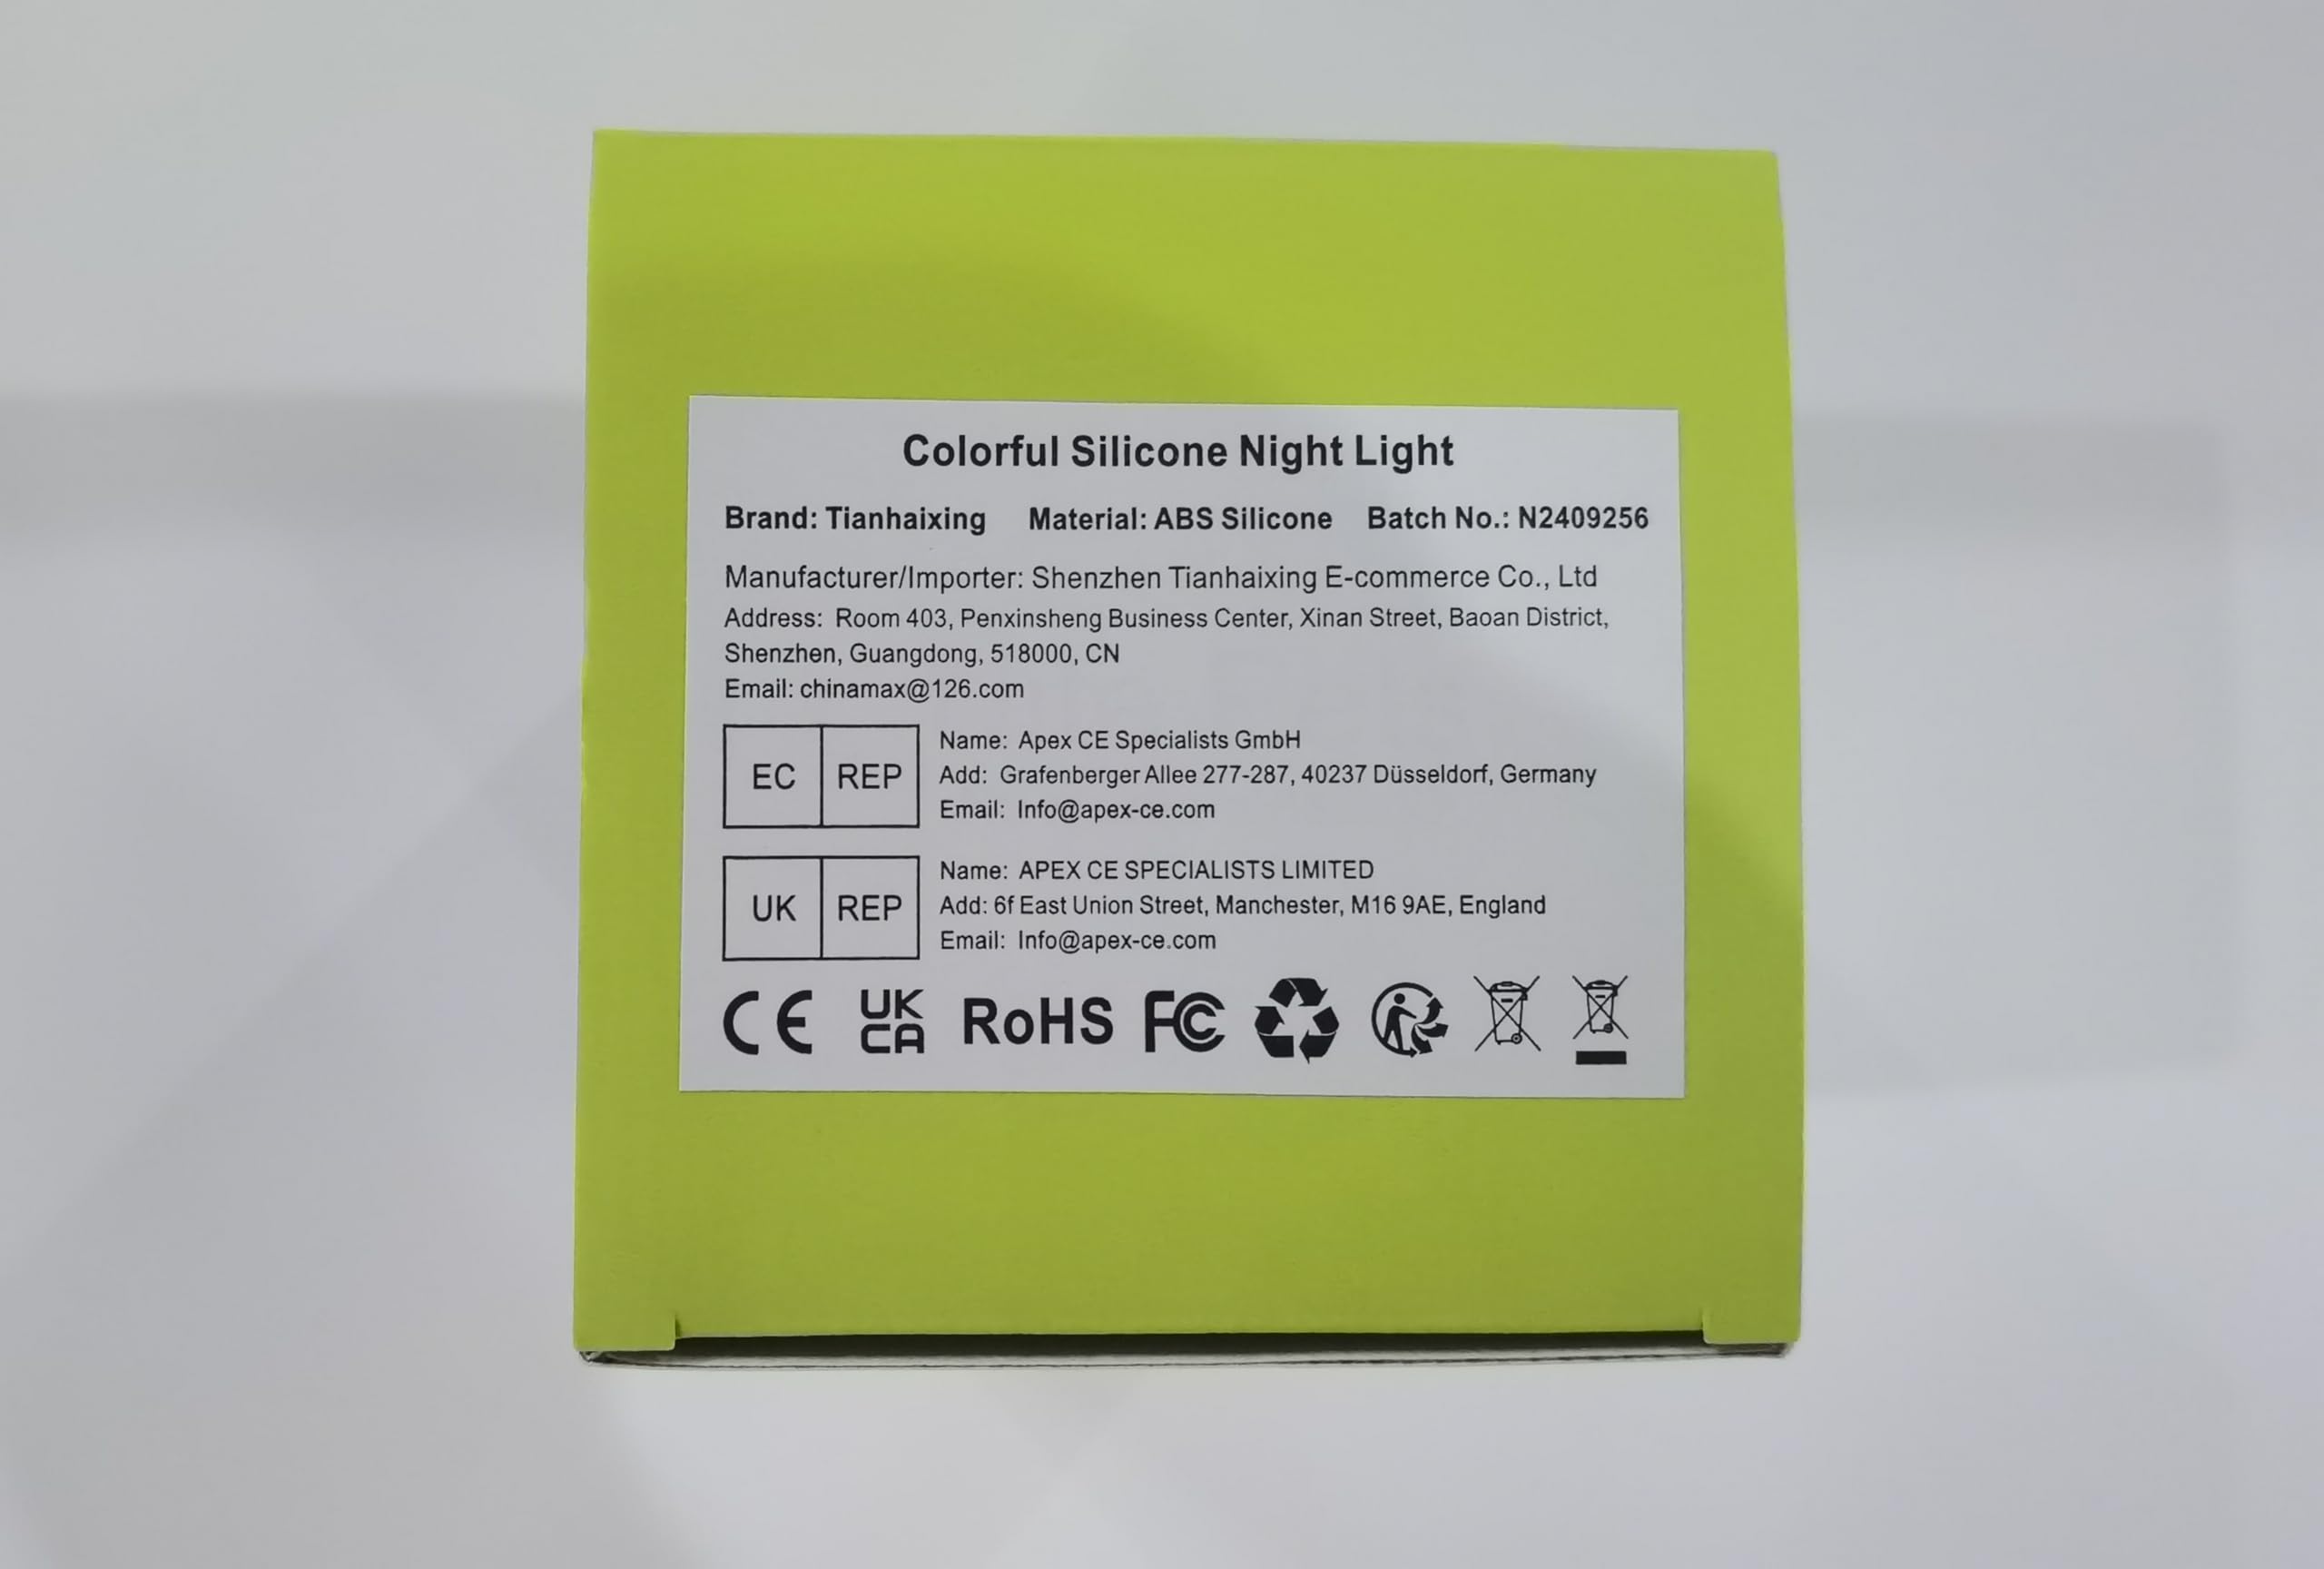 Colorful Silicone Night Light
Brand: Tianhaixing Material: ABS Silicone Batch No.: N2409256
Manufacturer/Importer: Shenzhen Tianhaixing E-commerce Co., Ltd
Address: Room 403, Penxinsheng Business Center, Xinan Street, Baoan District,
Shenzhen, Guangdong, 518000, CN
Email: chinamax@126.com
EC REP
Name: Apex CE Specialists GmbH
Add: Grafenberger Allee 277-287, 40237 Düsseldorf, Germany
Email: Info@apex-ce.com
UK REP
Name: APEX CE SPECIALISTS LIMITED
Add: 6f East Union Street, Manchester, M16 9AE, England
Email: Info@apex-ce.com
CE UK CA RoHS FC